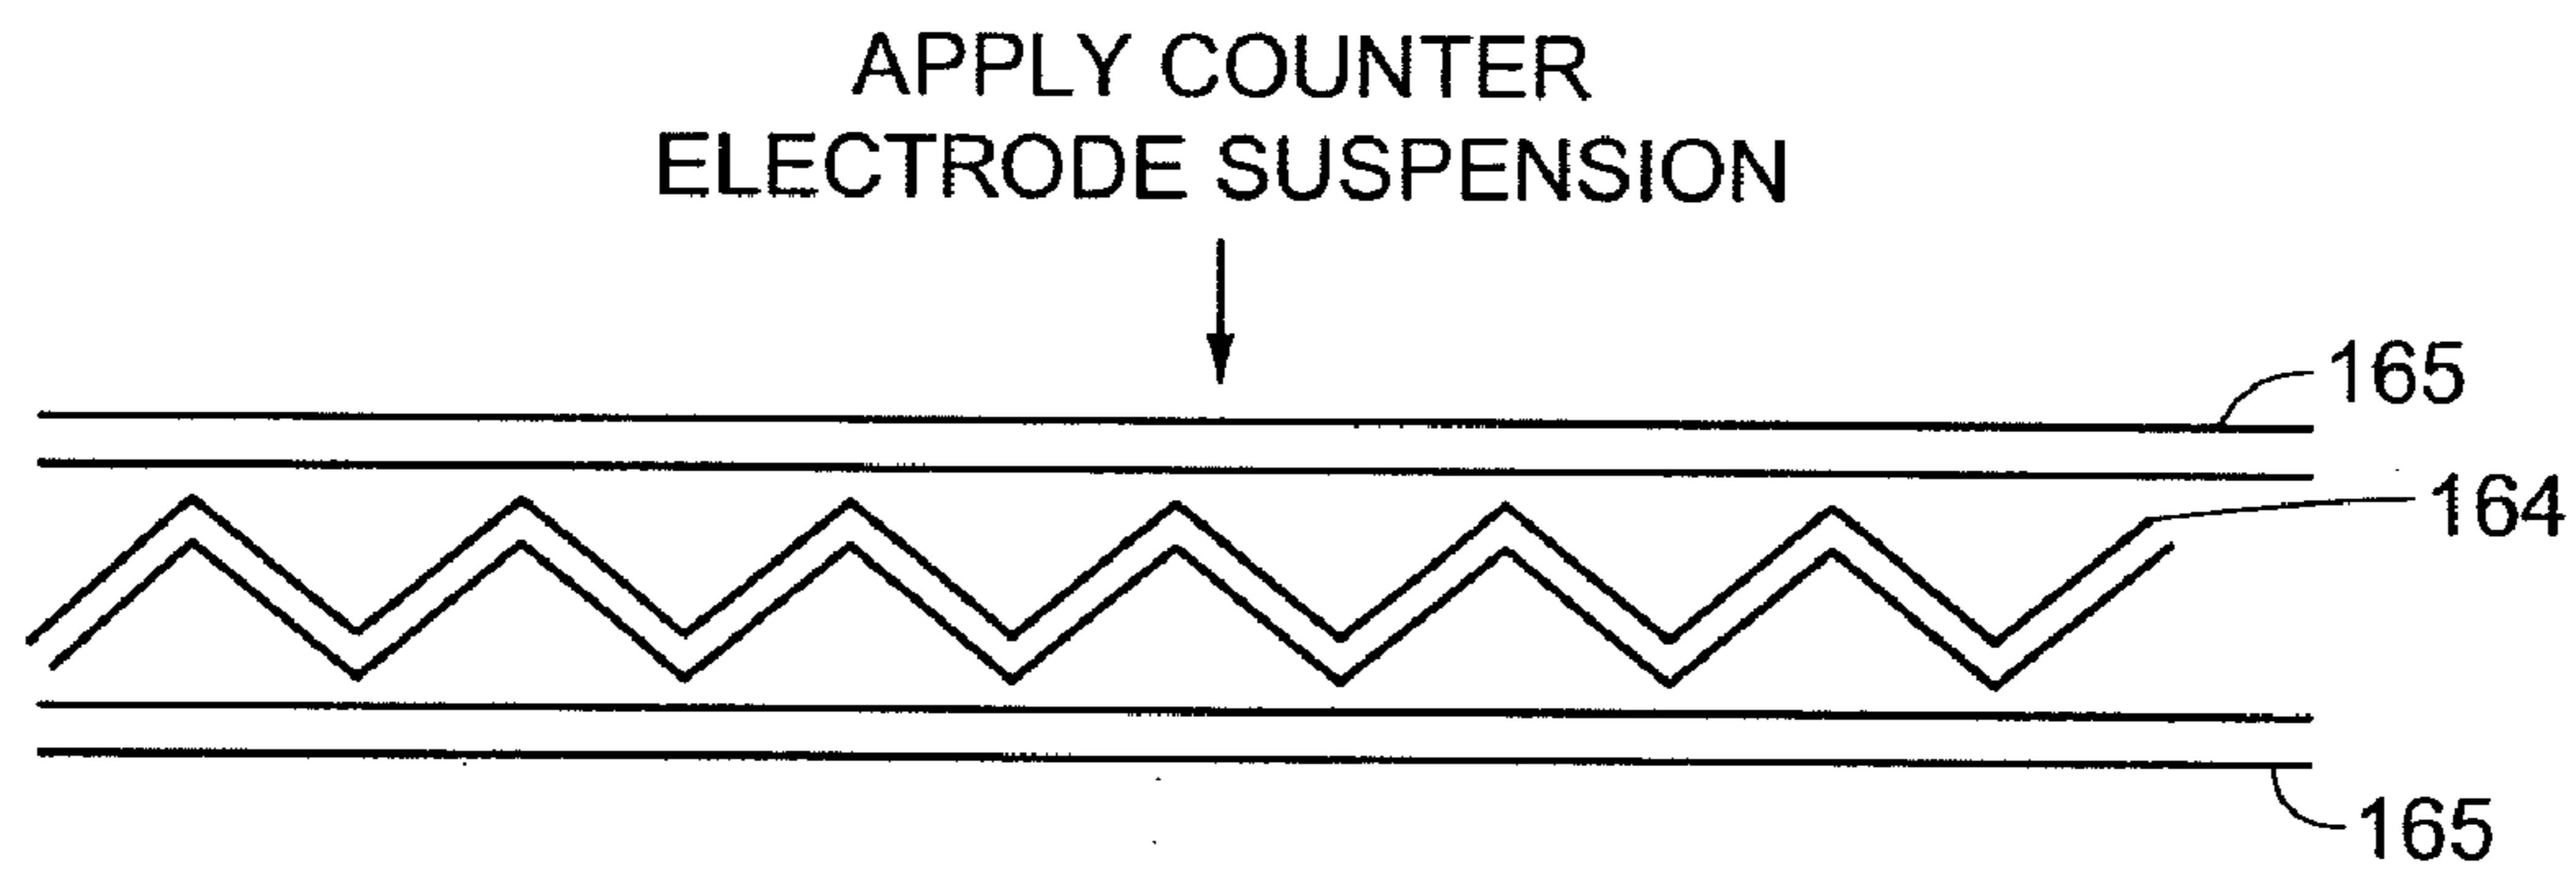 APPLY COUNTER
ELECTRODE SUSPENSION
165
164
165